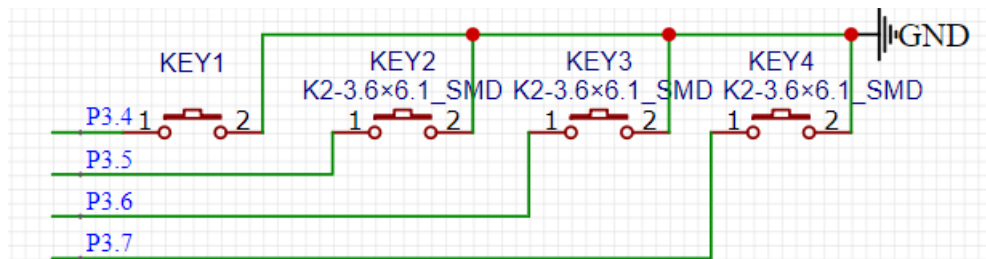 GND
KEY1
KEY2
KEY3
KEY4
K2-3.6×6.1_SMD
K2-3.6×6.1_SMD
K2-3.6×6.1_SMD
P3.4
1
2
1
2
1
2
1
2
P3.5
P3.6
P3.7